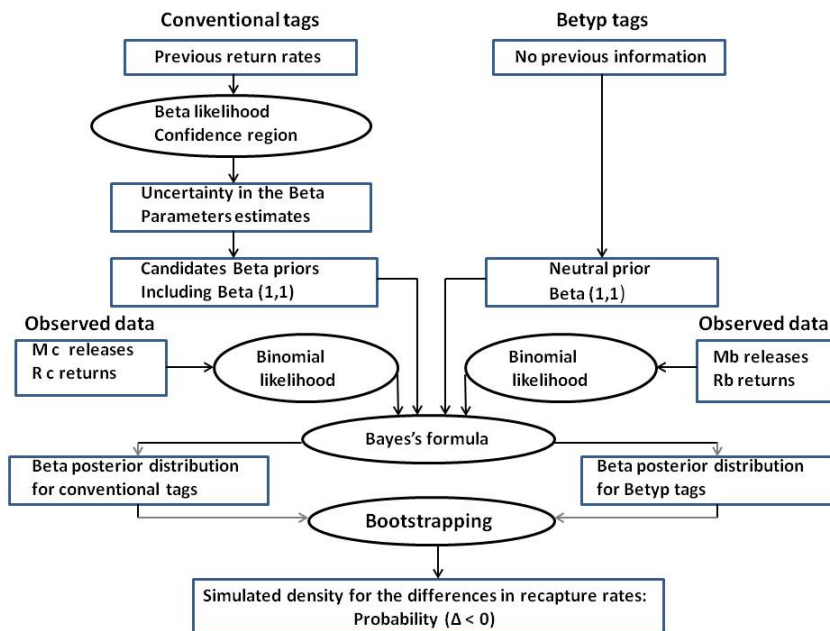 Conventional tags
Betyp tags
Previous return rates
No previous information
Beta likelihood
Confidence region
Uncertainty in the Beta
Parameters estimates
Candidates Beta priors
Including Beta (1,1)
Neutral prior
Beta (1,1)
Observed data
Observed data
M c releases
R c returns
Binomial
likelihood
Binomial
likelihood
Mb releases
Rb returns
Bayes's formula
Beta posterior distribution
for conventional tags
Beta posterior distribution
for Betyp tags
Bootstrapping
Simulated density for the differences in recapture rates:
Probability (Δ < 0)